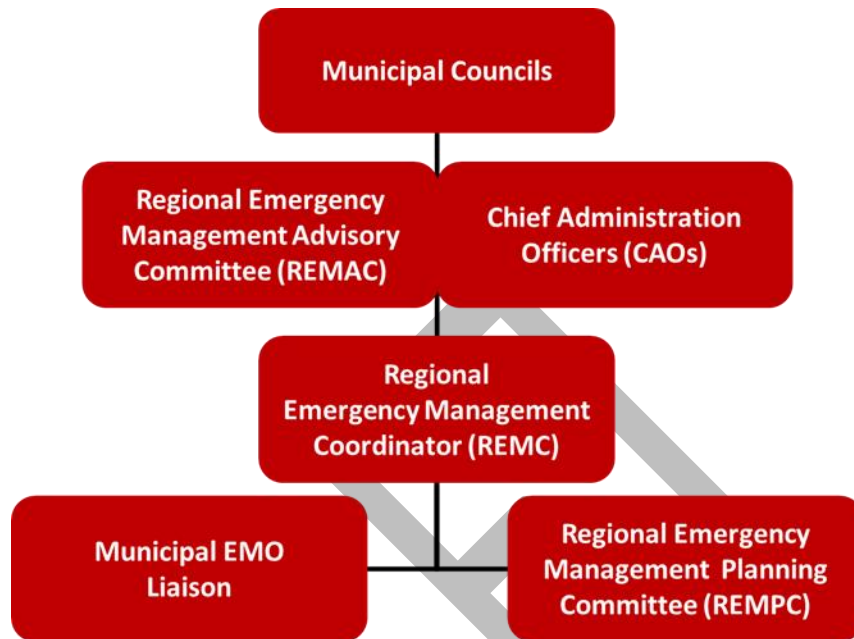 Municipal Councils
Regional Emergency
Management Advisory
Committee (REMAC)
Chief Administration
Officers (CAOs)
Regional
Emergency Management
Coordinator (REMC)
Municipal EMO
Liaison
Regional Emergency
Management Planning
Committee (REMPC)